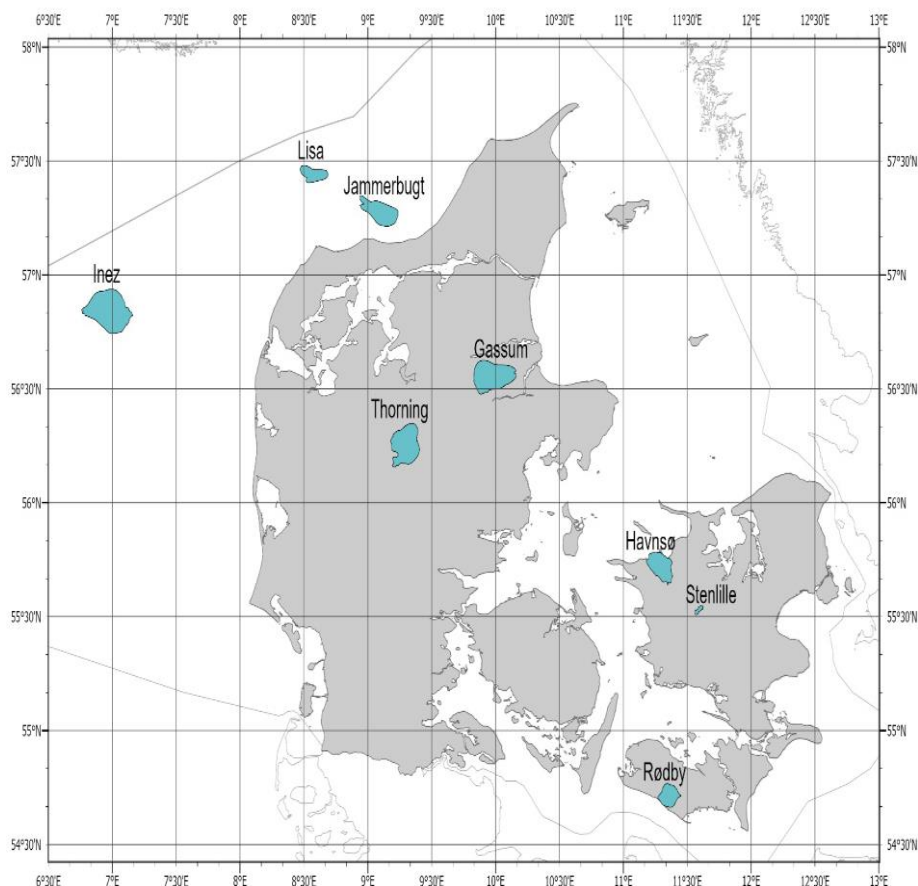 6°30'E 7°E 7°30'E 8°E 8°30'E 9°E 9°30'E 10°E 10°30'E 11°E 11°30'E 12°E 12°30'E 13°E
58°N 58°N
57°30'N Lisa 57°30'N
Jammerbugt
57°N Inez 57°N
Gassum
56°30'N 56°30'N
Thorning
56°N 56°N
Havnsø
Stenlille
55°30'N 55°30'N
55°N 55°N
Rødby
54°30'N 54°30'N
6°30'E 7°E 7°30'E 8°E 8°30'E 9°E 9°30'E 10°E 10°30'E 11°E 11°30'E 12°E 12°30'E 13°E